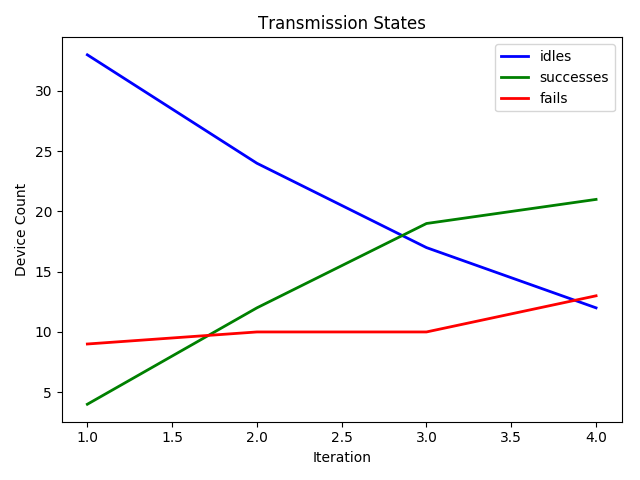 Transmission States
idles
successes
fails
Device Count
30
25
20
15
10
5
1.0 1.5 2.0 2.5 3.0 3.5 4.0
Iteration